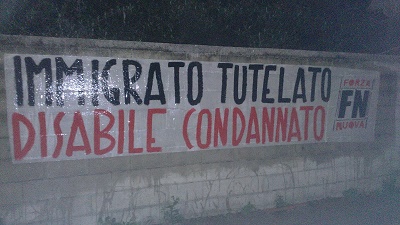 IMMIGRATO TUTELATO
DISABILE CONDANNATO
FORZA
FN
NUOVA